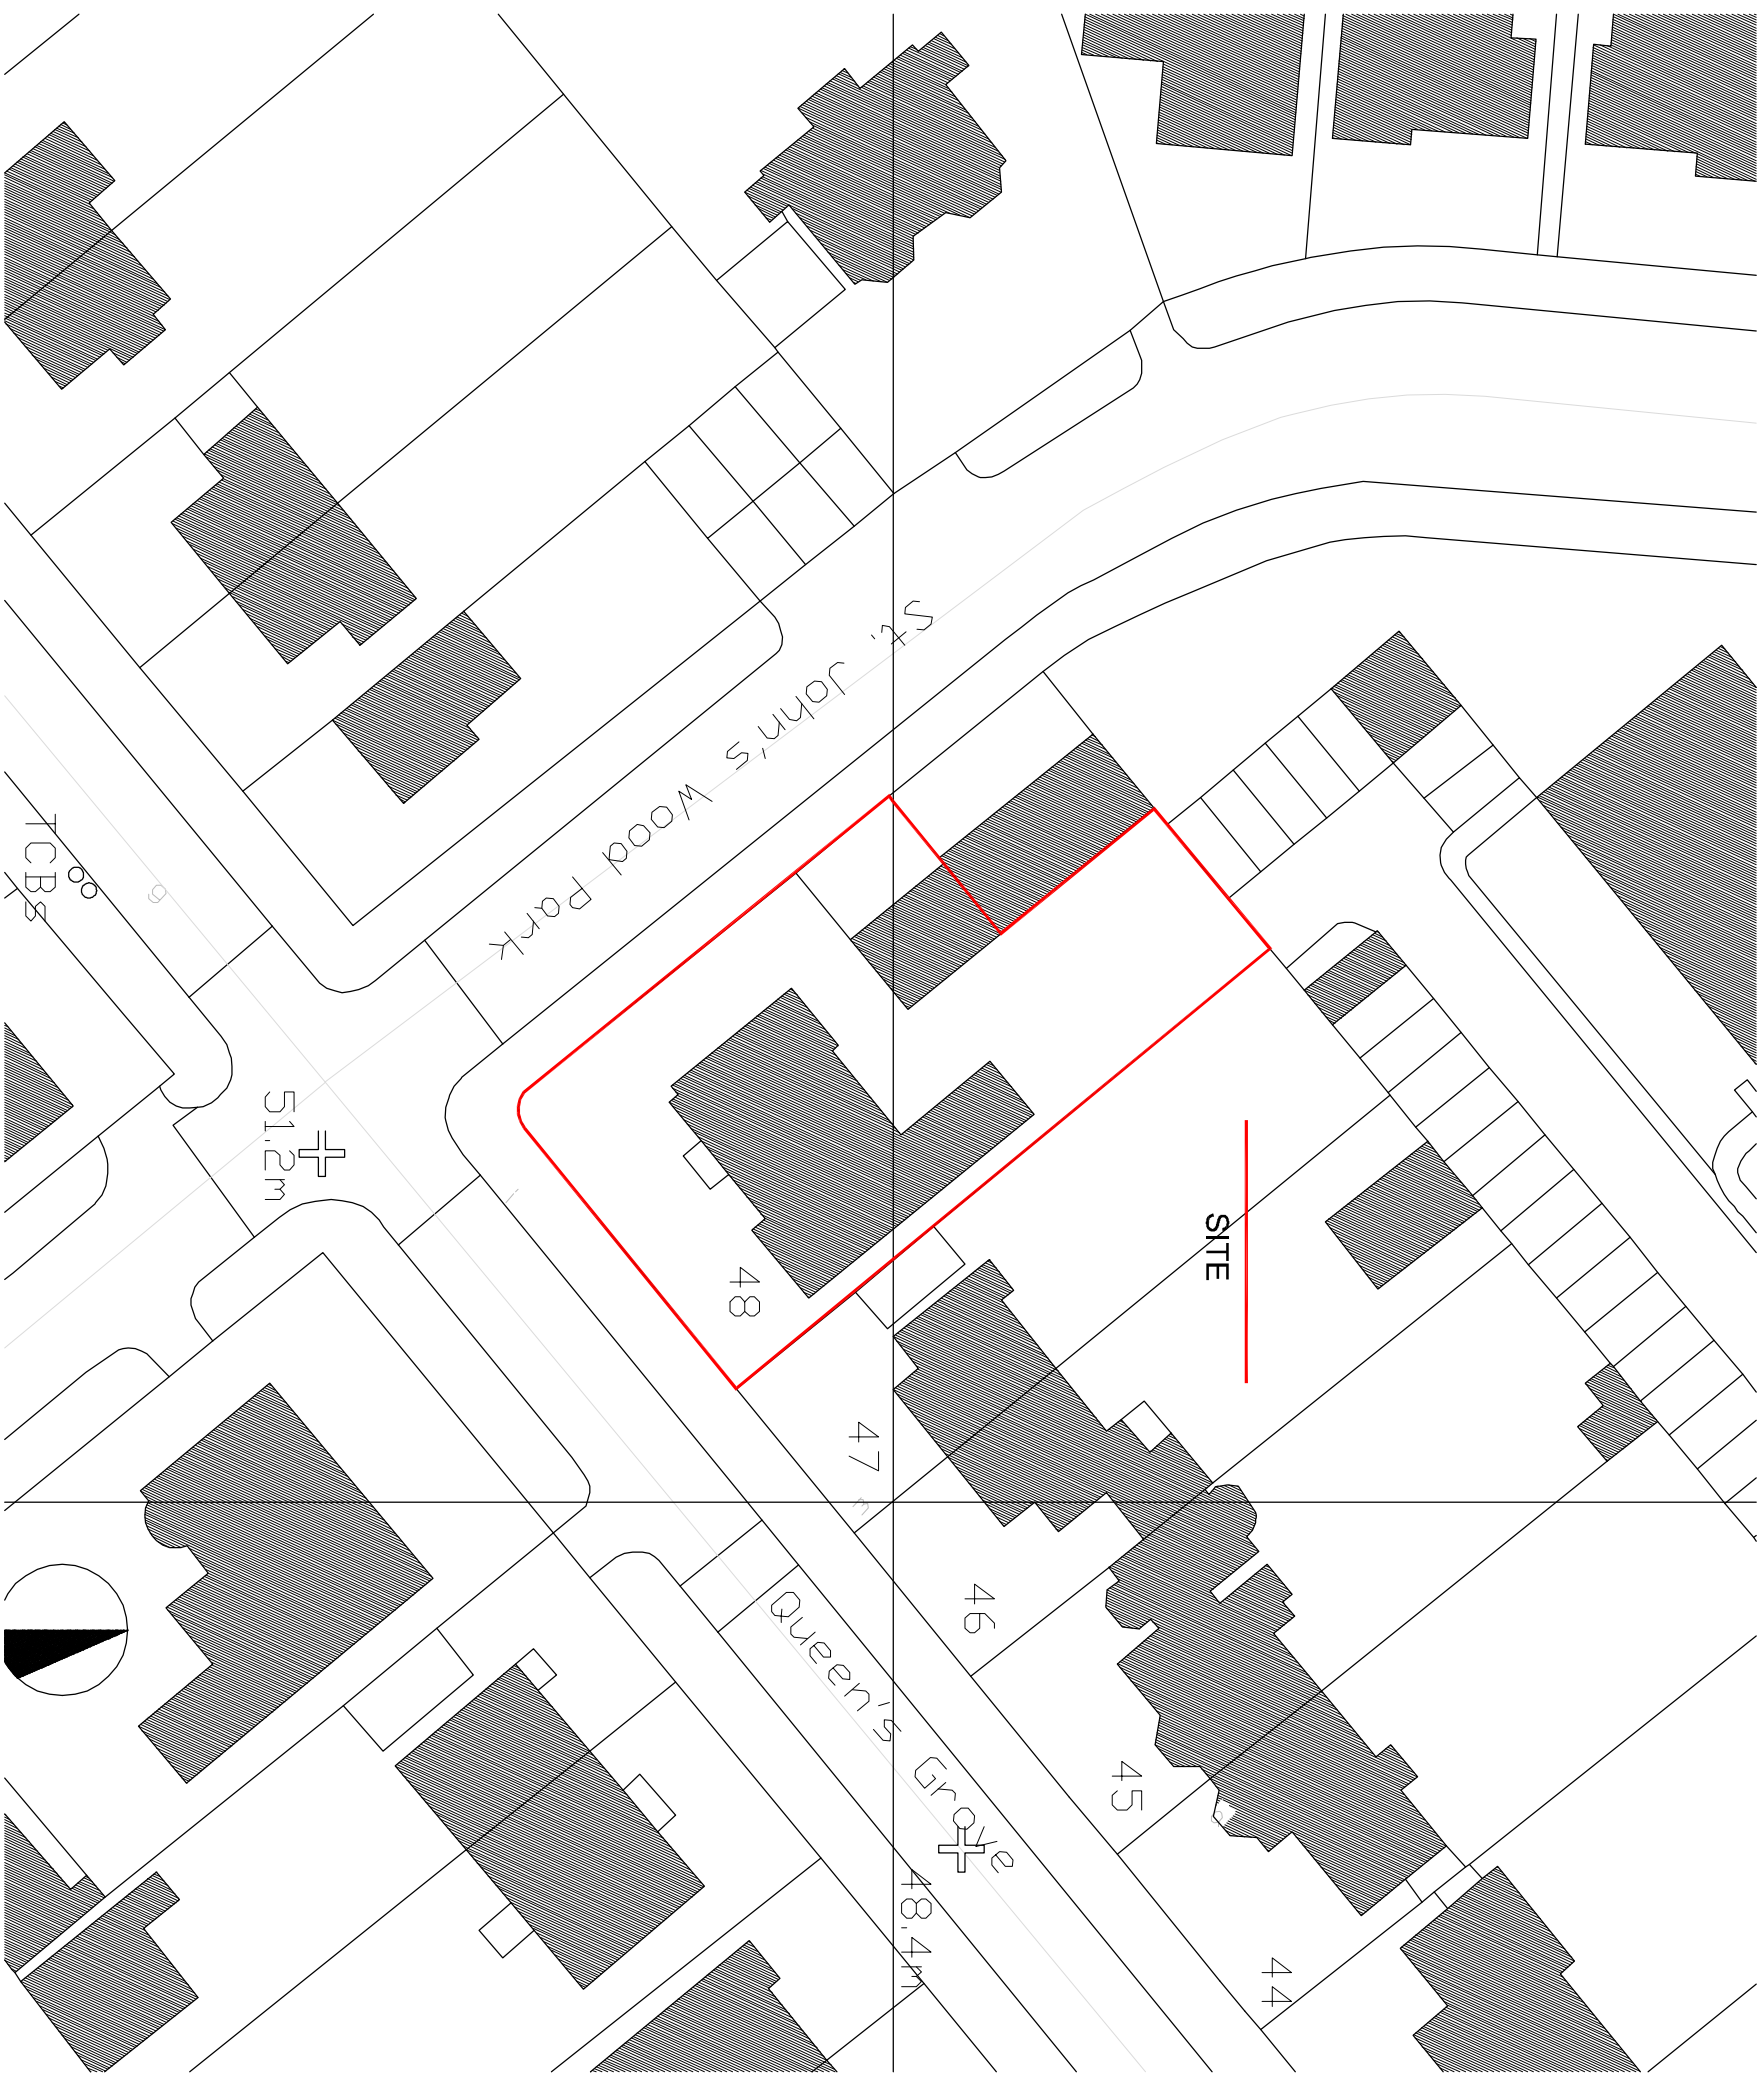 St. John's Wood Park
TCBs
51.2m
48
SITE
47
46
Queen's Grove
45
48.4m
44